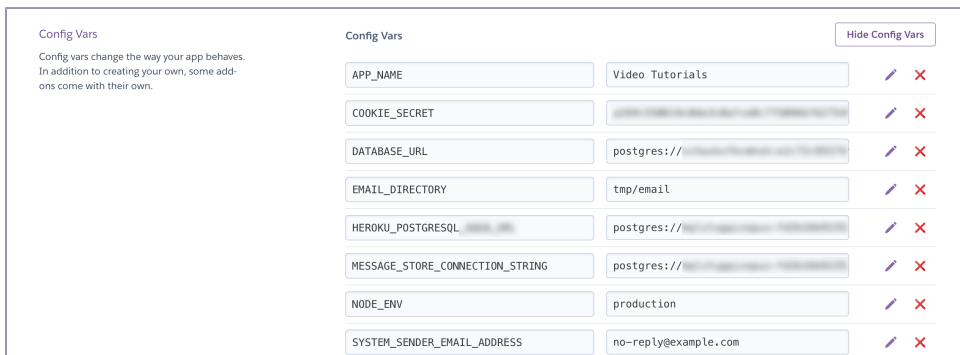 Config Vars
Config vars change the way your app behaves.
In addition to creating your own, some add-
ons come with their own.
Config Vars
Hide Config Vars
APP_NAME Video Tutorials
COOKIE_SECRET
DATABASE_URL postgres://
EMAIL_DIRECTORY tmp/email
HEROKU_POSTGRESQL postgres://
MESSAGE_STORE_CONNECTION_STRING postgres://
NODE_ENV production
SYSTEM_SENDER_EMAIL_ADDRESS no-reply@example.com